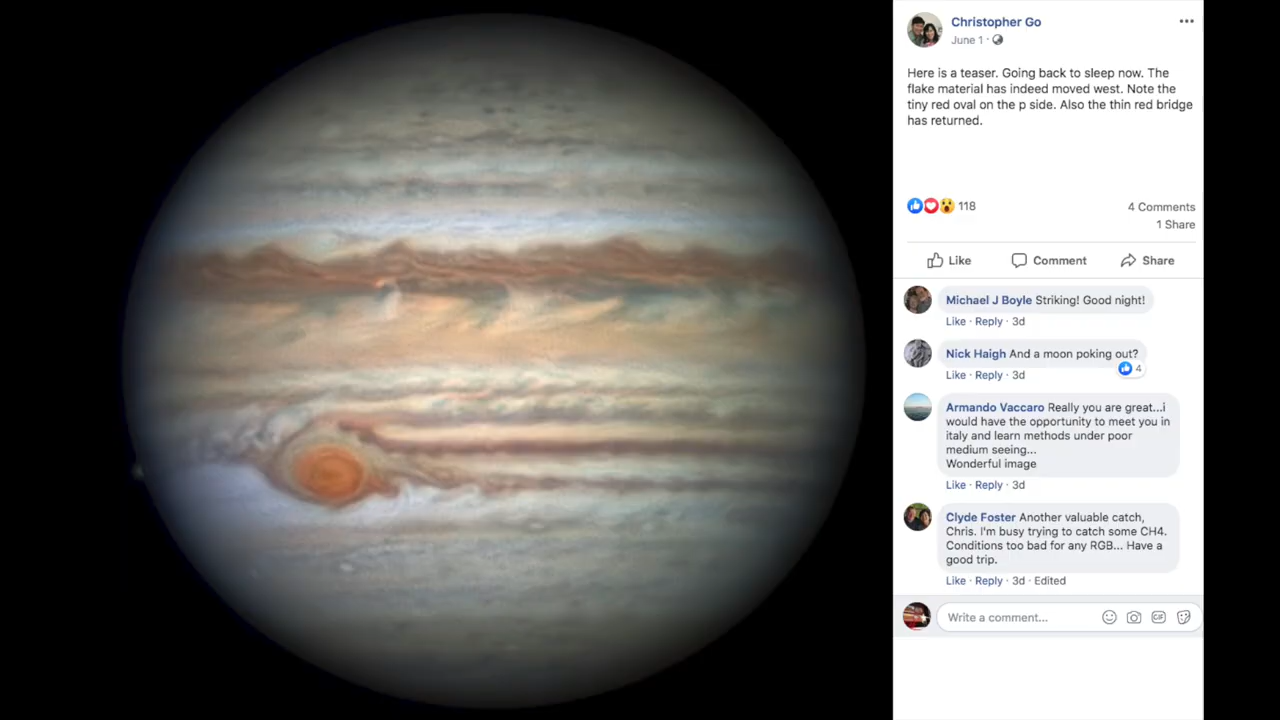 Christopher Go
June 1 ·
Here is a teaser. Going back to sleep now. The
flake material has indeed moved west. Note the
tiny red oval on the p side. Also the thin red bridge
has returned.
118
4 Comments
1 Share
Like Comment Share
Michael J Boyle Striking! Good night!
Like · Reply · 3d
Nick Haigh And a moon poking out?
4
Like · Reply · 3d
Armando Vaccaro Really you are great...i
would have the opportunity to meet you in
italy and learn methods under poor
medium seeing...
Wonderful image
Like · Reply · 3d
Clyde Foster Another valuable catch,
Chris. I'm busy trying to catch some CH4.
Conditions too bad for any RGB... Have a
good trip.
Like · Reply · 3d · Edited
Write a comment...
GIF